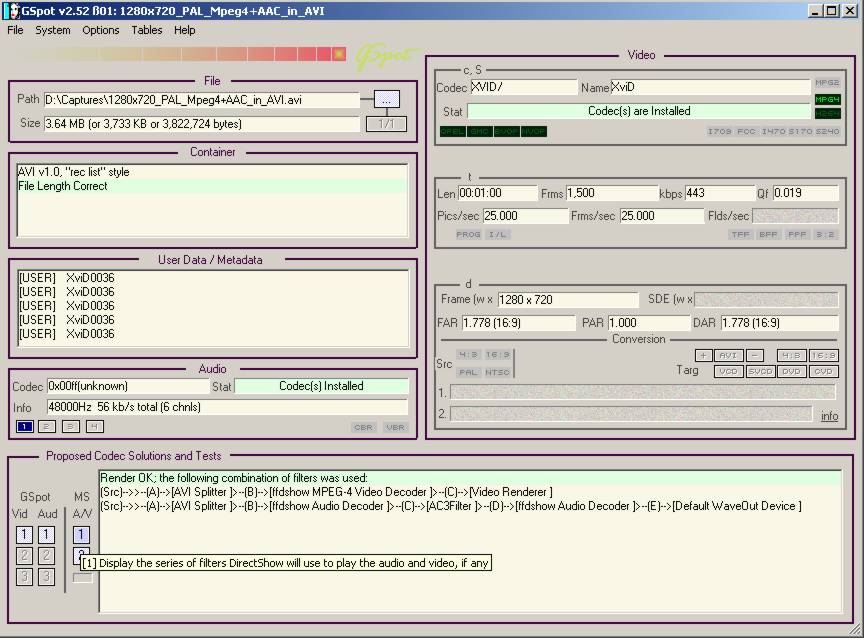 GSpot v2.52 ß01: 1280x720_PAL_Mpeg4+AAC_in_AVI
File System Options Tables Help
GSpot
File
Path D:\Captures\1280x720_PAL_Mpeg4+AAC_in_AVI.avi ...
Size 3.64 MB (or 3,733 KB or 3,822,724 bytes) 1/1
Container
AVI v1.0, "rec list" style
File Length Correct
User Data / Metadata
[USER] XviD0036
[USER] XviD0036
[USER] XviD0036
[USER] XviD0036
[USER] XviD0036
Audio
Codec 0x00ff(unknown) Stat Codec(s) Installed
Info 48000Hz 56 kb/s total (6 chnls)
1 2 3 4 CBR VBR
Video
c, S
Codec XVID/ Name XviD MPG2
MPG4
Stat Codec(s) are Installed H264
QPEL GMC BVOP NVOP I709 FCC I470 S170 S240
t
Len 00:01:00 Frms 1,500 kbps 443 Qf 0.019
Pics/sec 25.000 Frms/sec 25.000 Flds/sec
PROG I/L TFF BFF PPF 3:2
d
Frame (w x 1280 x 720 SDE (w x
FAR 1.778 (16:9) PAR 1.000 DAR 1.778 (16:9)
Conversion
Src 4:3 16:9 + AVI - 4:3 16:9
PAL NTSC Targ VCD SVCD DVD CVD
1.
2. info
Proposed Codec Solutions and Tests
GSpot MS
Vid Aud A/V
1 1 1
2 2 2
3 3
Render OK; the following combination of filters was used:
(Src)->>--(A)-->[AVI Splitter ]>--(B)-->[ffdshow MPEG-4 Video Decoder ]>--(C)-->[Video Renderer ]
(Src)->>--(A)-->[AVI Splitter ]>--(B)-->[ffdshow Audio Decoder ]>--(C)-->[AC3Filter ]>--(D)-->[ffdshow Audio Decoder ]>--(E)-->[Default WaveOut Device ]
[1] Display the series of filters DirectShow will use to play the audio and video, if any